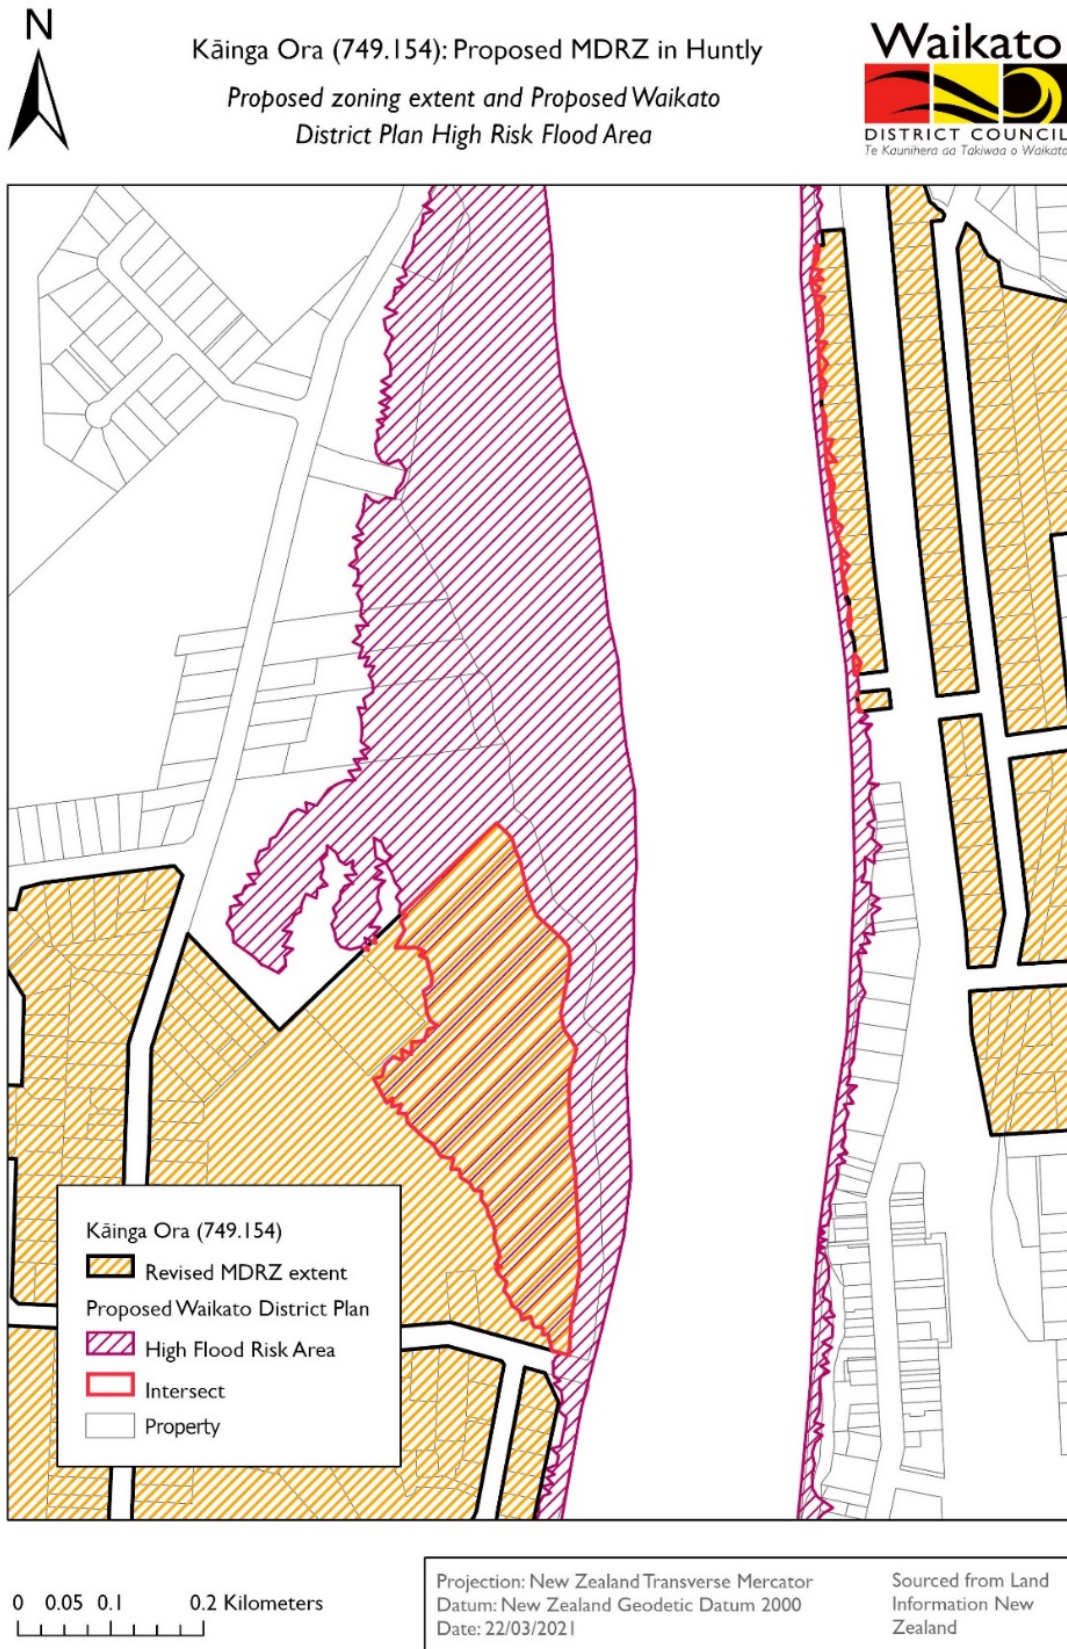 N
Kāinga Ora (749.154): Proposed MDRZ in Huntly
Proposed zoning extent and Proposed Waikato
District Plan High Risk Flood Area
Waikato
DISTRICT COUNCIL
Te Kaunihera aa Takiwaa o Waikato
Kāinga Ora (749.154)
Revised MDRZ extent
Proposed Waikato District Plan
High Flood Risk Area
Intersect
Property
0 0.05 0.1 0.2 Kilometers
Projection: New Zealand Transverse Mercator
Datum: New Zealand Geodetic Datum 2000
Date: 22/03/2021
Sourced from Land
Information New
Zealand